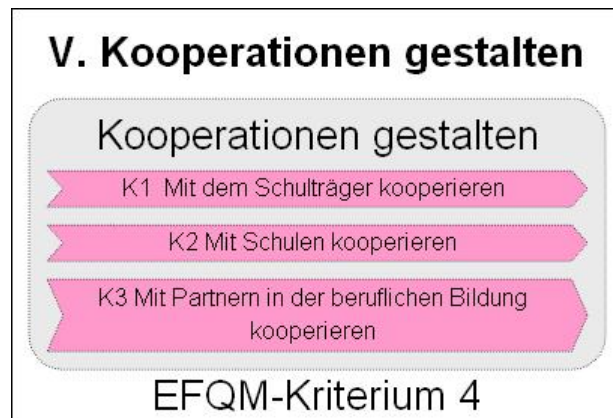 V. Kooperationen gestalten
Kooperationen gestalten
K1 Mit dem Schulträger kooperieren
K2 Mit Schulen kooperieren
K3 Mit Partnern in der beruflichen Bildung
kooperieren
EFQM-Kriterium 4